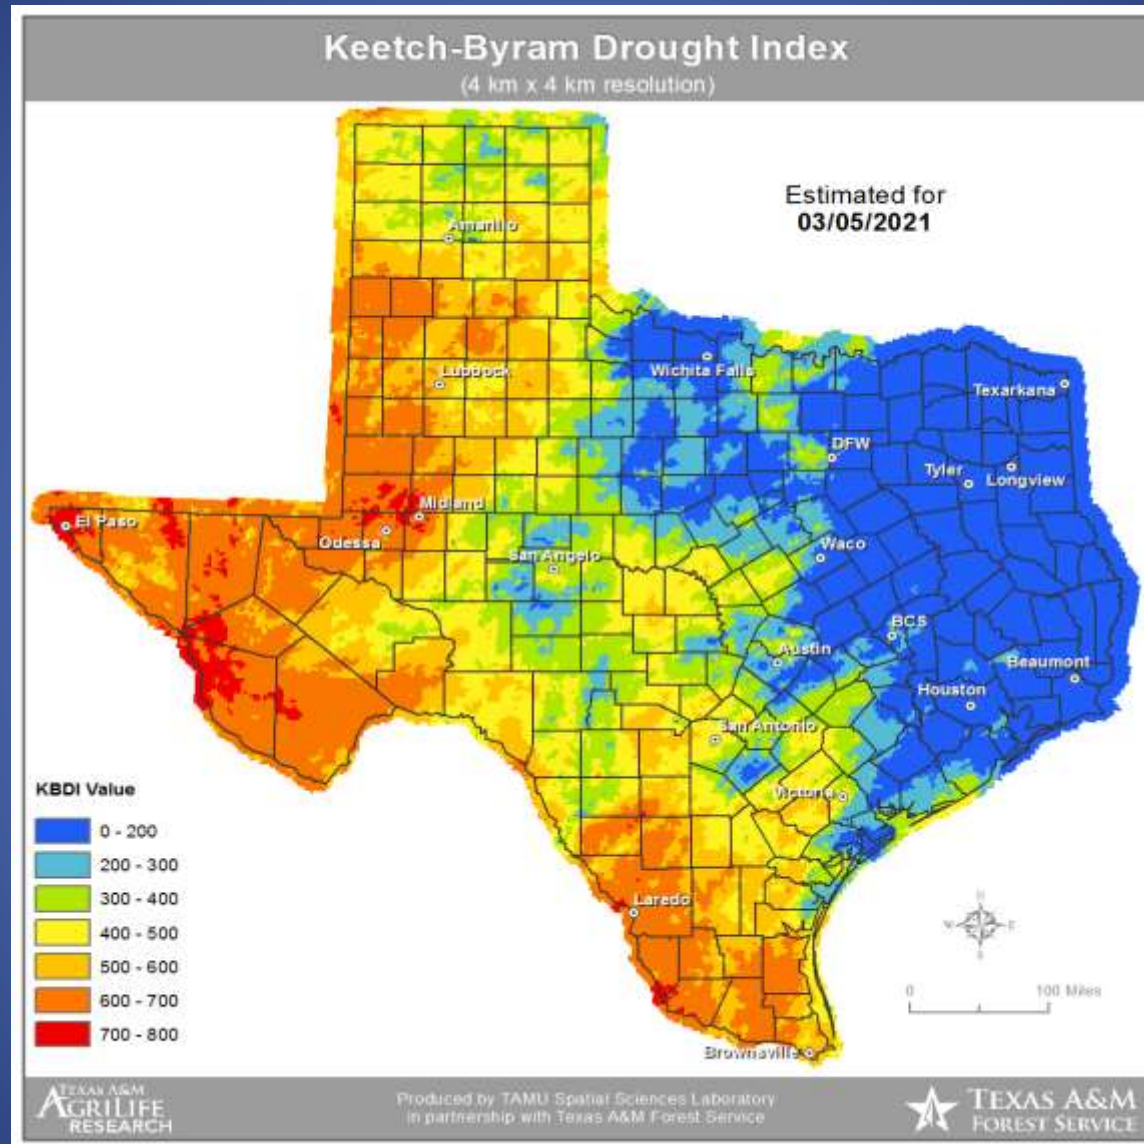 Keetch-Byram Drought Index
(4 km x 4 km resolution)
Estimated for
03/05/2021
Amarillo
Lubbock
Wichita Falls
Texarkana
DFW
Tyler
Longview
Midland
El Paso
Odessa
San Angelo
Waco
BCS
Austin
Beaumont
Houston
San Antonio
Victoria
Laredo
Brownsville
KBDI Value
0 - 200
200 - 300
300 - 400
400 - 500
500 - 600
600 - 700
700 - 800
N
W
E
S
0 100 Miles
TEXAS A&M
AGRILIFE
RESEARCH
Produced by TAMU Spatial Sciences Laboratory
in partnership with Texas A&M Forest Service
TEXAS A&M
FOREST SERVICE